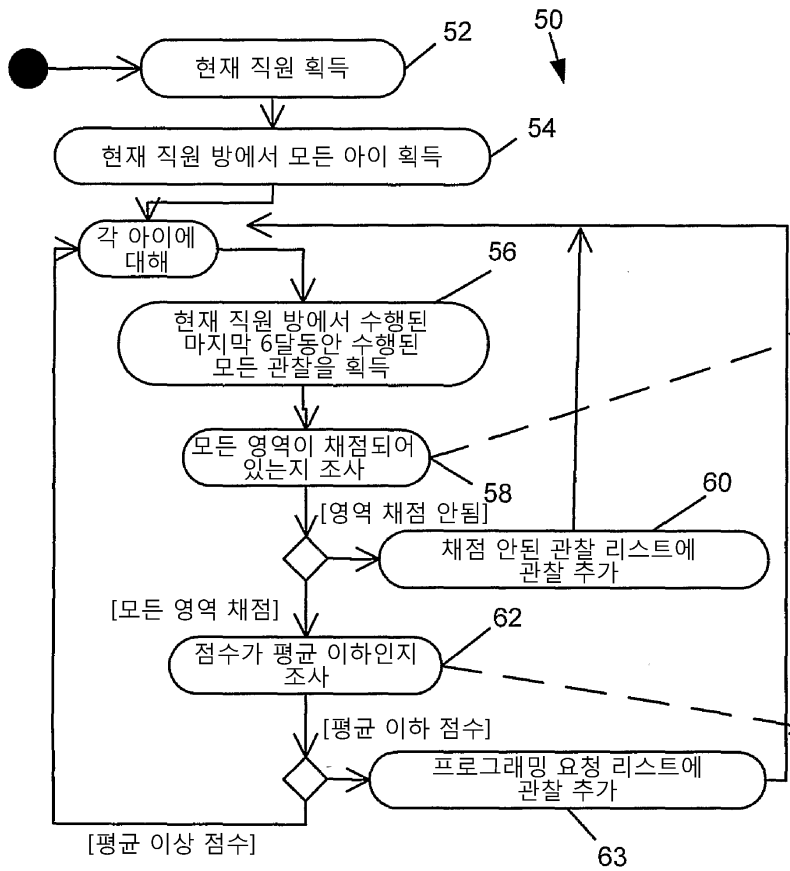 52
50
현재 직원 획득
54
현재 직원 방에서 모든 아이 획득
각 아이에
대해
56
현재 직원 방에서 수행된
마지막 6달동안 수행된
모든 관찰을 획득
모든 영역이 채점되어
있는지 조사
58
[영역 채점 안됨]
60
채점 안된 관찰 리스트에
관찰 추가
[모든 영역 채점]
62
점수가 평균 이하인지
조사
[평균 이하 점수]
프로그래밍 요청 리스트에
관찰 추가
[평균 이상 점수]
63